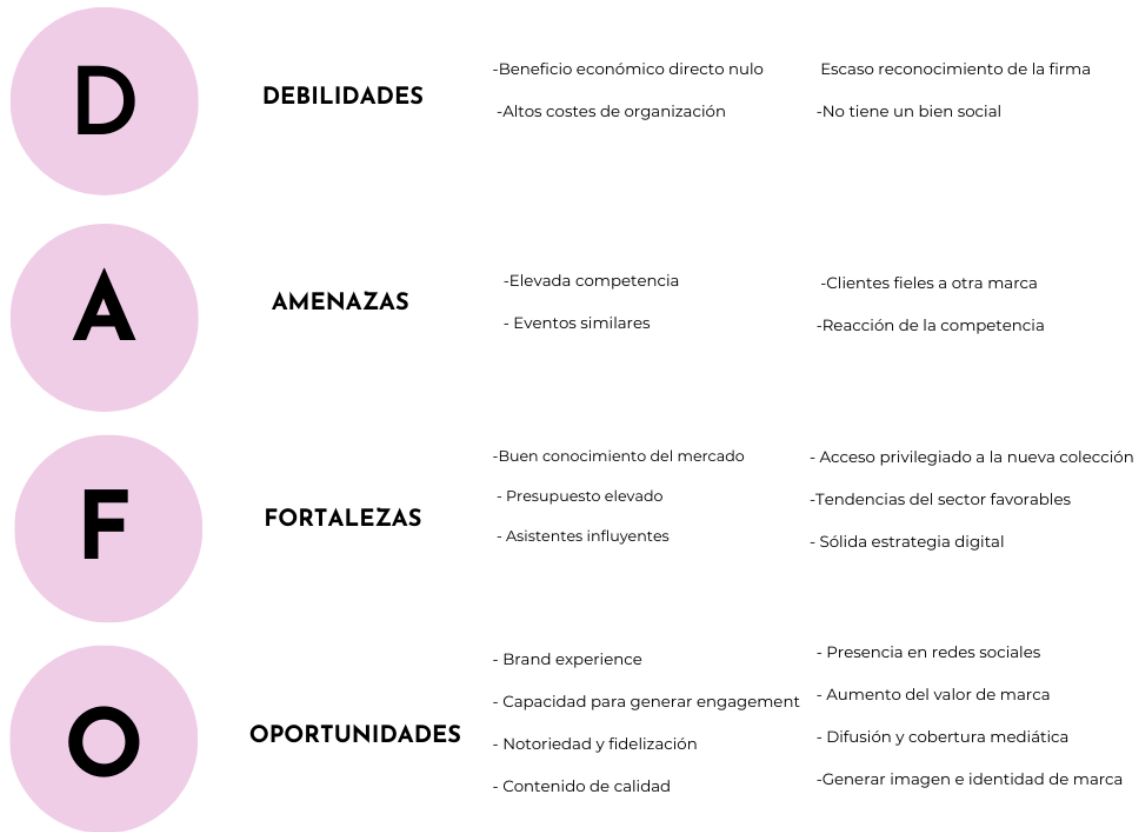 D
DEBILIDADES
-Beneficio económico directo nulo
-Altos costes de organización
Escaso reconocimiento de la firma
-No tiene un bien social
A
AMENAZAS
-Elevada competencia
- Eventos similares
-Clientes fieles a otra marca
-Reacción de la competencia
F
FORTALEZAS
-Buen conocimiento del mercado
- Presupuesto elevado
- Asistentes influyentes
- Acceso privilegiado a la nueva colección
-Tendencias del sector favorables
- Sólida estrategia digital
O
OPORTUNIDADES
- Brand experience
- Capacidad para generar engagement
- Notoriedad y fidelización
- Contenido de calidad
- Presencia en redes sociales
- Aumento del valor de marca
- Difusión y cobertura mediática
-Generar imagen e identidad de marca